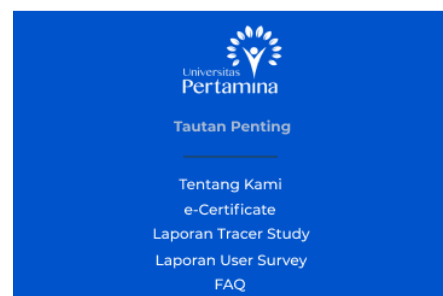 Universitas
Pertamina
Tautan Penting
Tentang Kami
e-Certificate
Laporan Tracer Study
Laporan User Survey
FAQ